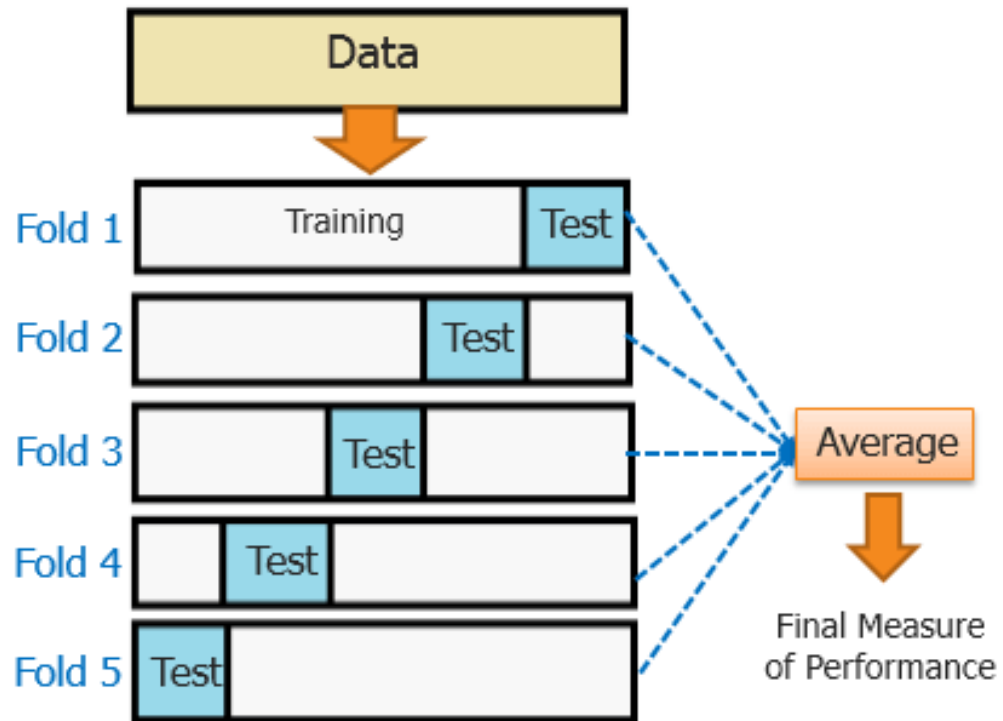 Data
Fold 1
Training
Test
Fold 2
Test
Fold 3
Test
Average
Fold 4
Test
Final Measure
of Performance
Fold 5
Test